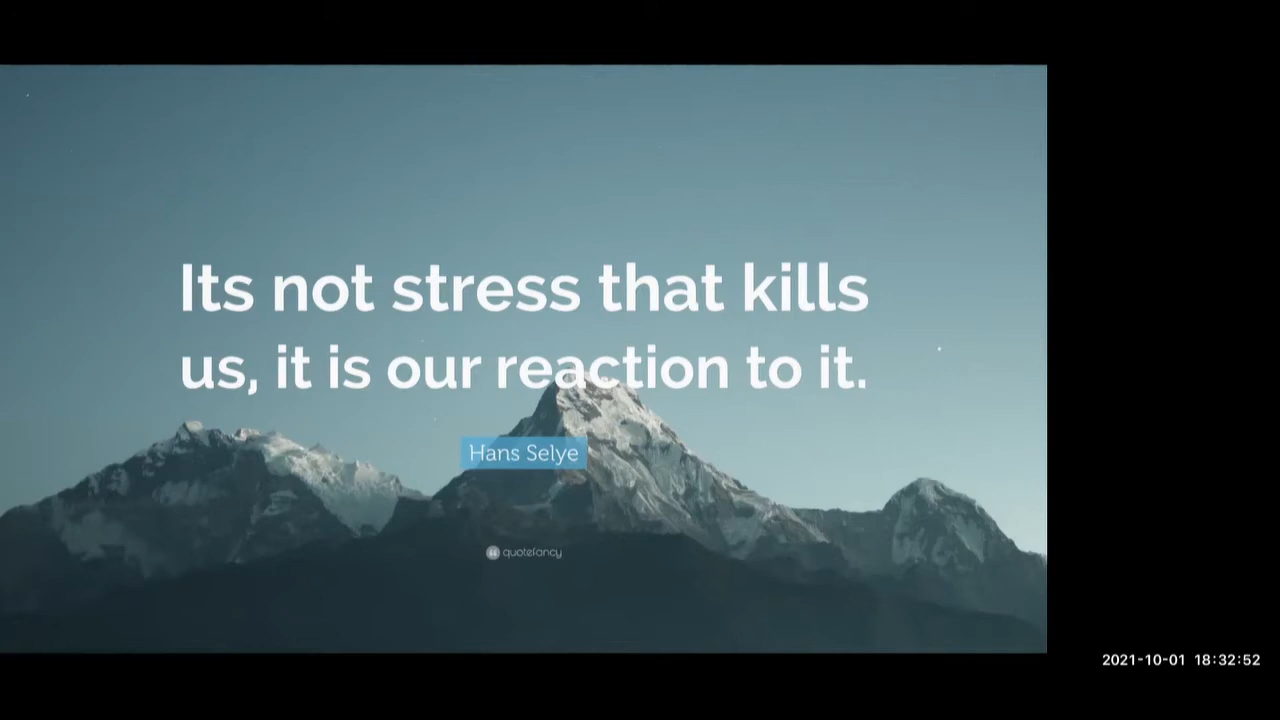 Its not stress that kills
us, it is our reaction to it.
Hans Selye
quotefancy
2021-10-01 18:32:52